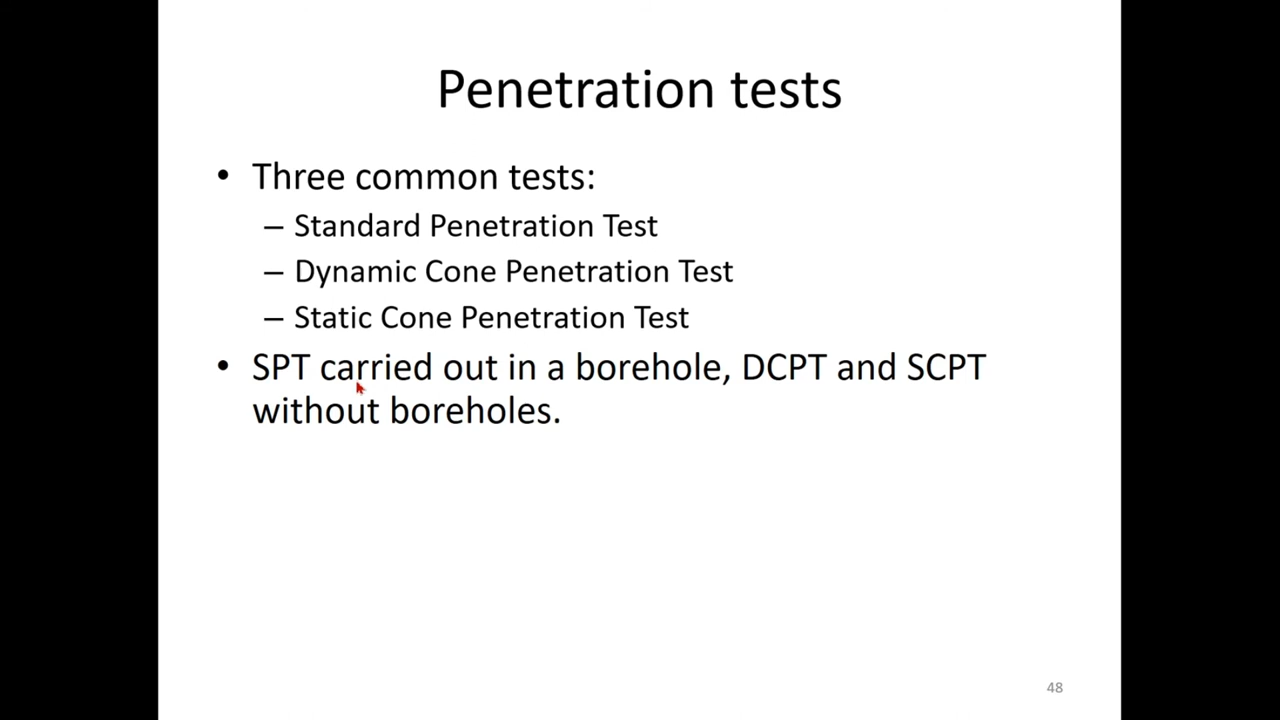 Penetration tests
• Three common tests:
– Standard Penetration Test
– Dynamic Cone Penetration Test
– Static Cone Penetration Test
• SPT carried out in a borehole, DCPT and SCPT
without boreholes.
48